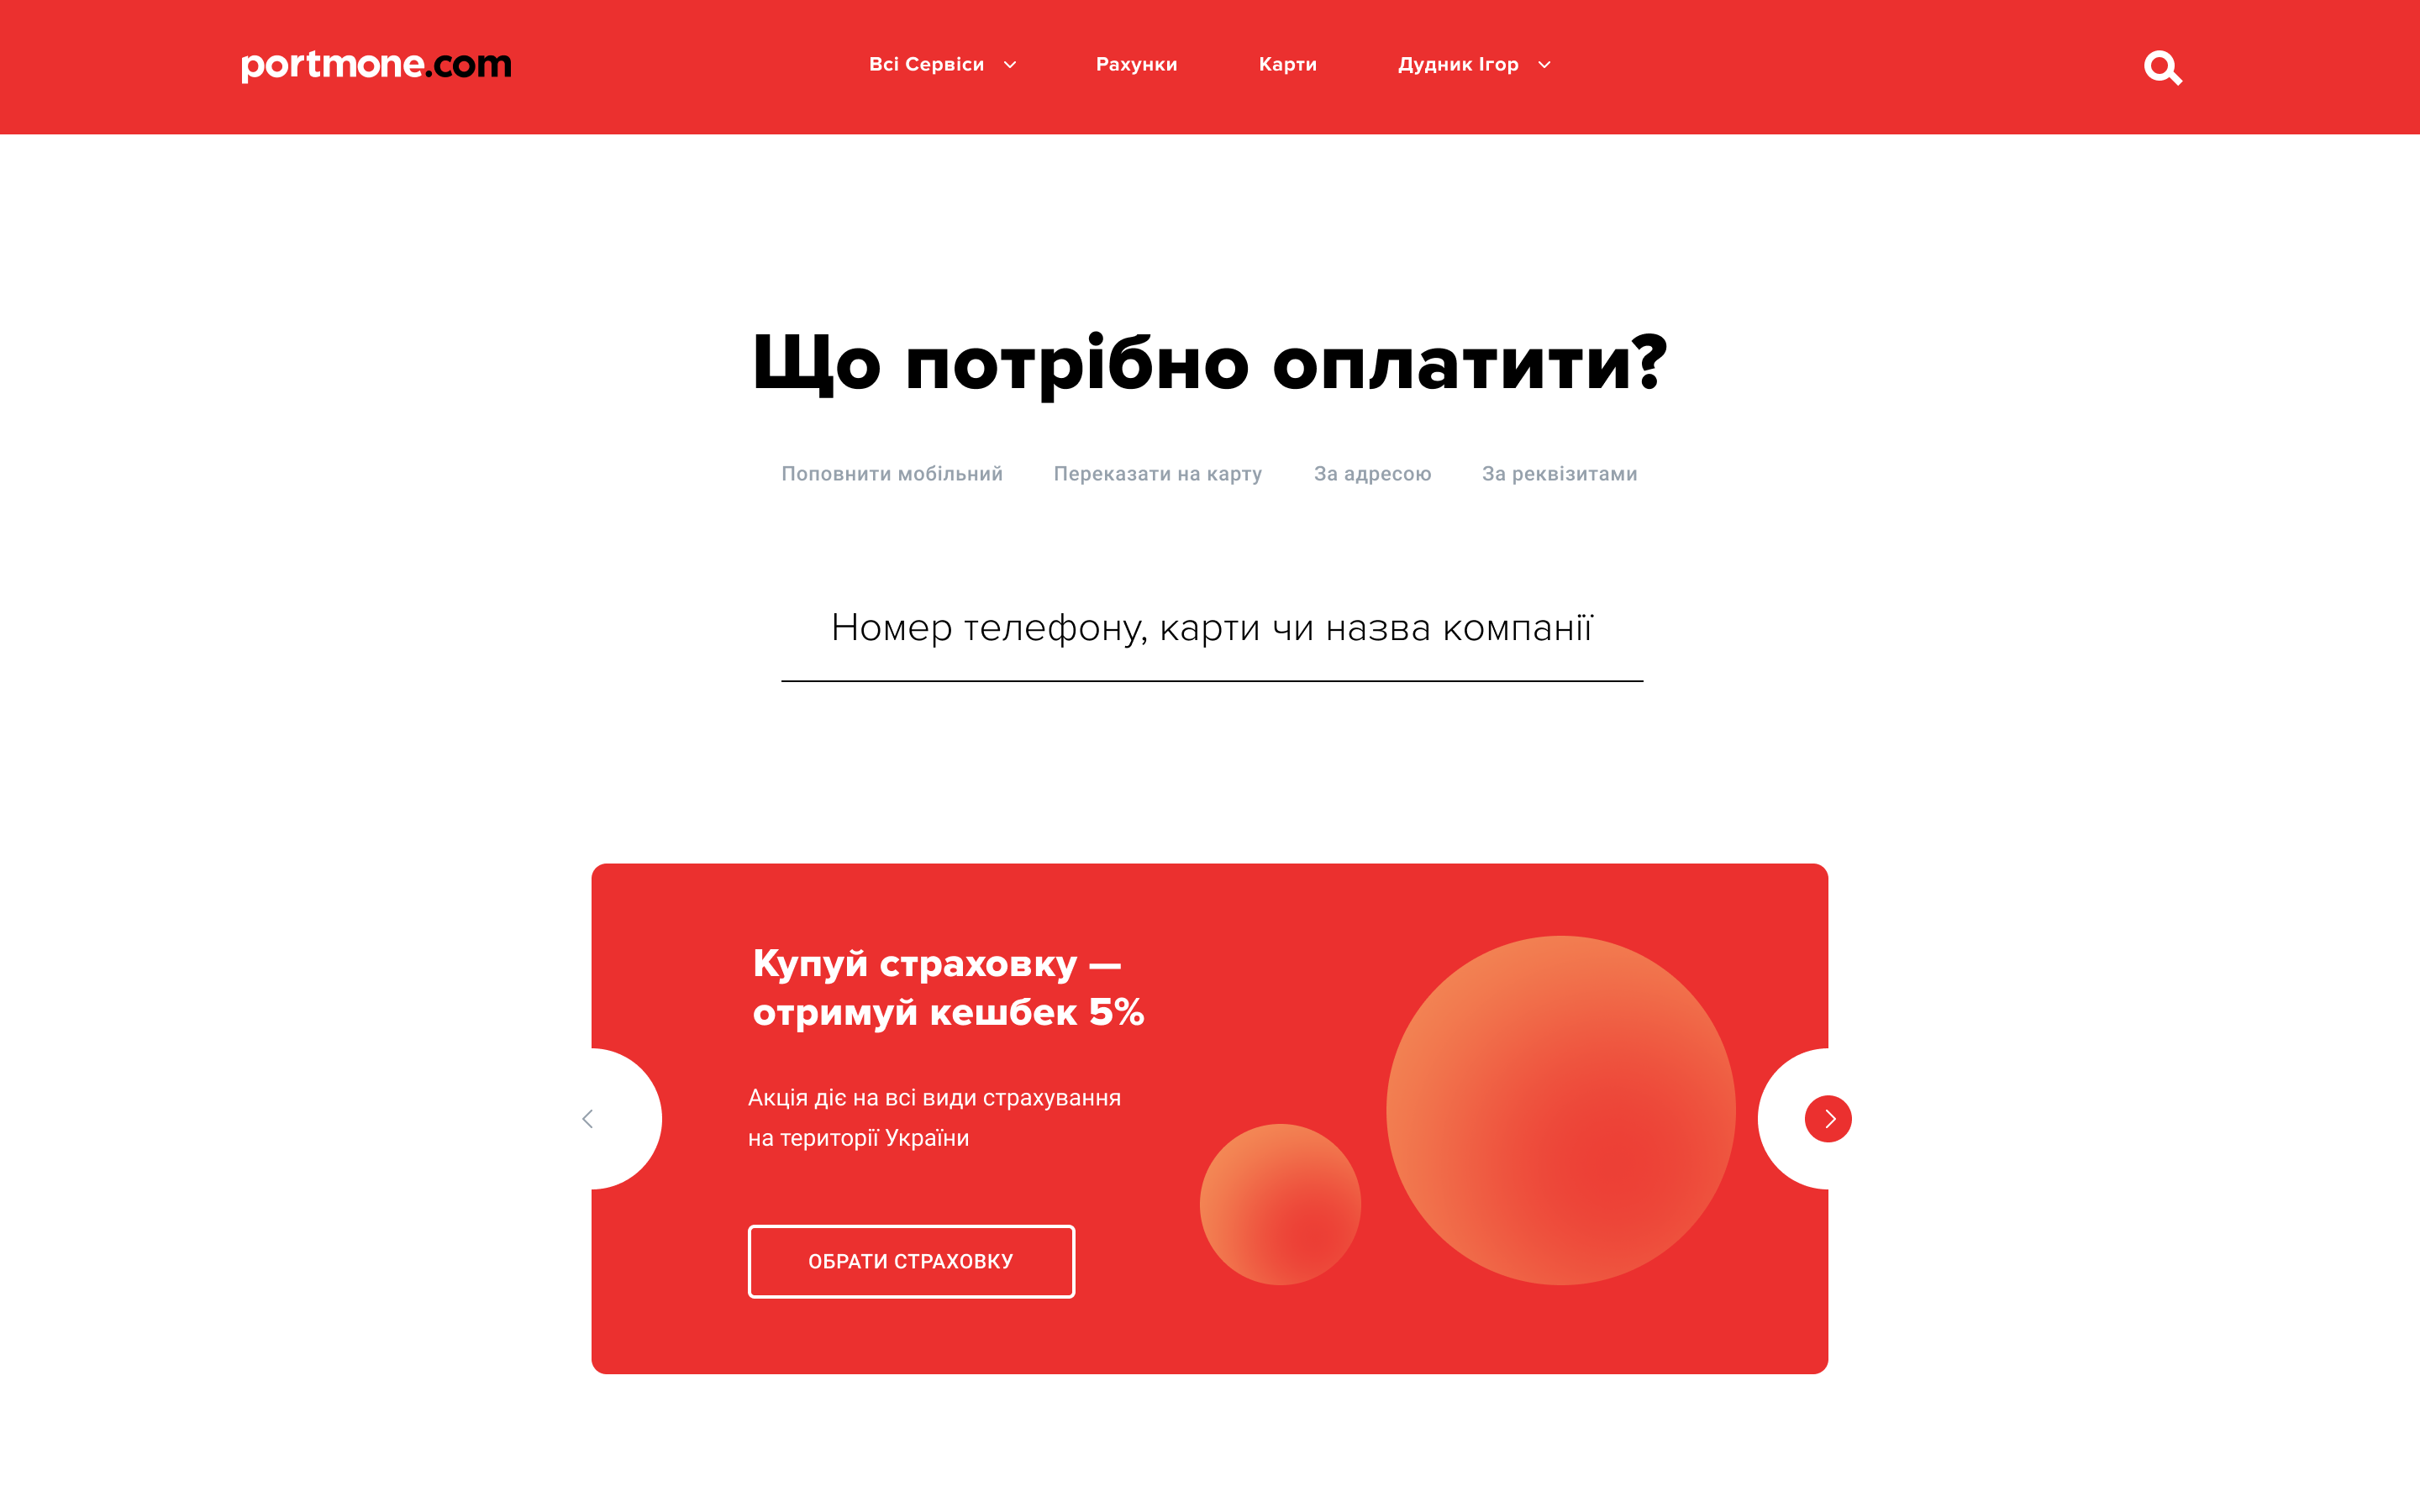 portmone.com
Всі Сервіси
Рахунки
Карти
Дудник Ігор
Що потрібно оплатити?
Поповнити мобільний
Переказати на карту
За адресою
За реквізитами
Номер телефону, карти чи назва компанії
Купуй страховку —
отримуй кешбек 5%
Акція діє на всі види страхування
на території України
ОБРАТИ СТРАХОВКУ